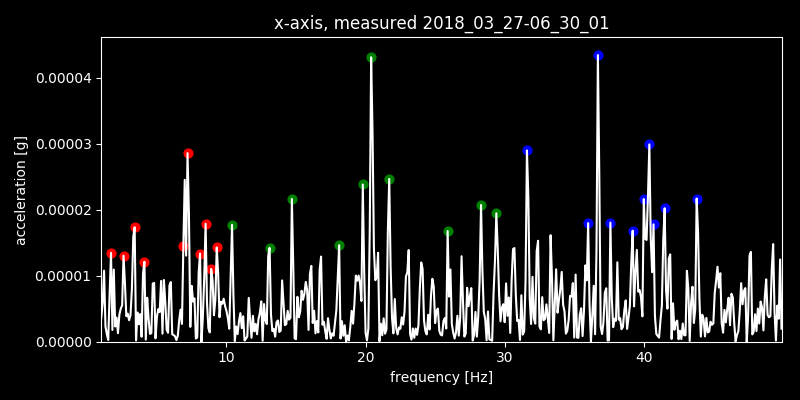 x-axis, measured 2018_03_27-06_30_01
0.00004
0.00003
0.00002
0.00001
0.00000
acceleration [g]
10 20 30 40
frequency [Hz]